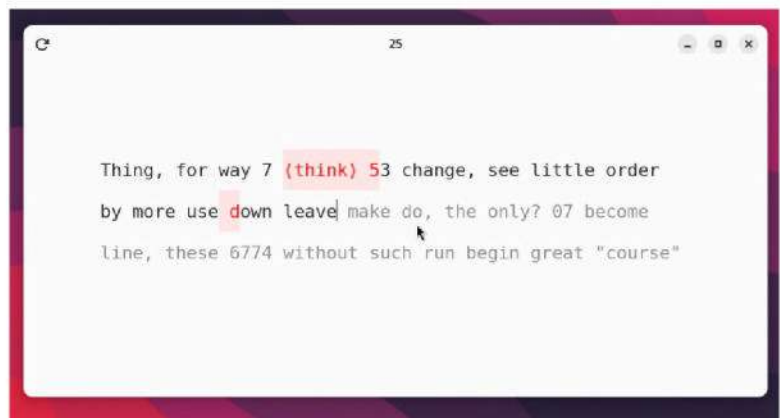 25
Thing, for way 7 (think) 53 change, see little order
by more use down leave make do, the only? 07 become
line, these 6774 without such run begin great "course"